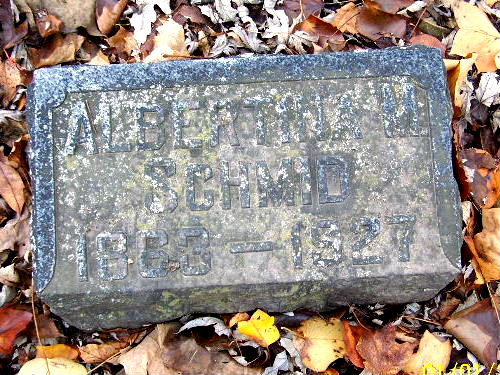 ALBERTINA M.
SCHMID
1863 — 1927